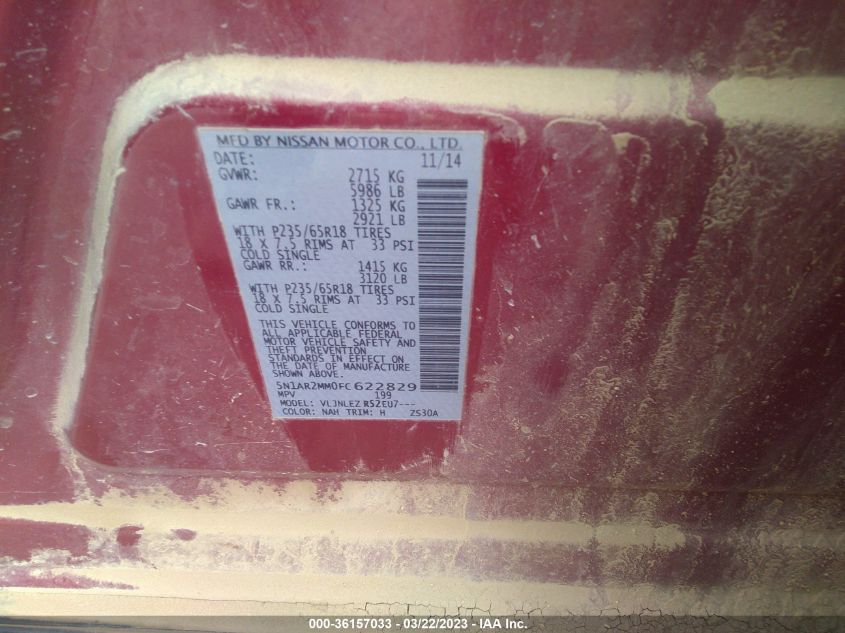 MFD BY NISSAN MOTOR CO., LTD.
DATE: 11/14
GVWR: 2715 KG
5986 LB
GAWR FR.: 1325 KG
2921 LB
WITH P235/65R18 TIRES
18 X 7.5 RIMS AT 33 PSI
COLD SINGLE
GAWR RR.: 1415 KG
3120 LB
WITH P235/65R18 TIRES
18 X 7.5 RIMS AT 33 PSI
COLD SINGLE
THIS VEHICLE CONFORMS TO
ALL APPLICABLE FEDERAL
MOTOR VEHICLE SAFETY AND
THEFT PREVENTION
STANDARDS IN EFFECT ON
THE DATE OF MANUFACTURE
SHOWN ABOVE.
5N1AR2MM0FC622829
MPV 199
MODEL: VLJNLEZ R52EU7---
COLOR: NAH TRIM: H ZS30A
000-36157033 - 03/22/2023 - IAA Inc.